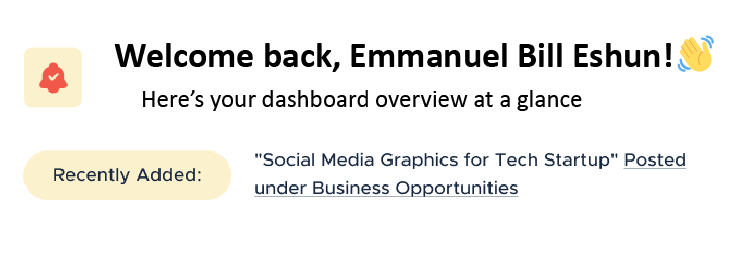 Welcome back, Emmanuel Bill Eshun!👋
Here’s your dashboard overview at a glance
Recently Added:
"Social Media Graphics for Tech Startup" Posted
under Business Opportunities